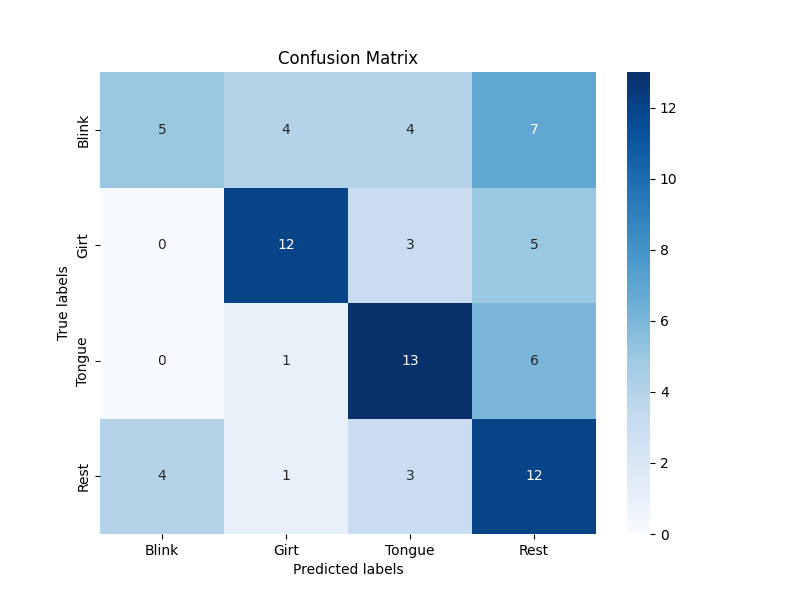 Confusion Matrix
True labels
Blink 5 4 4 7
Girt 0 12 3 5
Tongue 0 1 13 6
Rest 4 1 3 12
Blink Girt Tongue Rest
Predicted labels
12
10
8
6
4
2
0